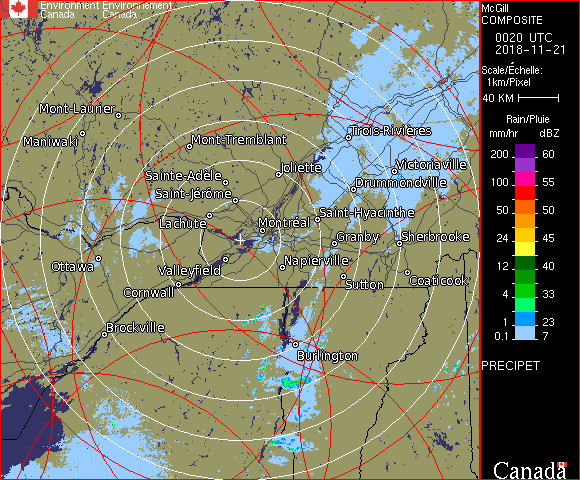 Environment Environnement
Canada Canada
Mont-Laurier
Maniwaki
Mont-Tremblant
Trois-Rivières
Joliette
Victoriaville
Sainte-Adèle
Drummondville
Saint-Jérôme
Saint-Hyacinthe
Lachute
Montréal
Granby
Sherbrooke
Ottawa
Valleyfield
Napierville
Cornwall
Sutton
Coaticook
Brockville
Burlington
McGill
COMPOSITE
0020 UTC
2018-11-21
Scale/Échelle:
1km/Pixel
40 KM
Rain/Pluie
mm/hr dBZ
200 60
100 55
50 50
24 45
12 40
4 33
1 23
0.1 7
PRECIPET
Canada